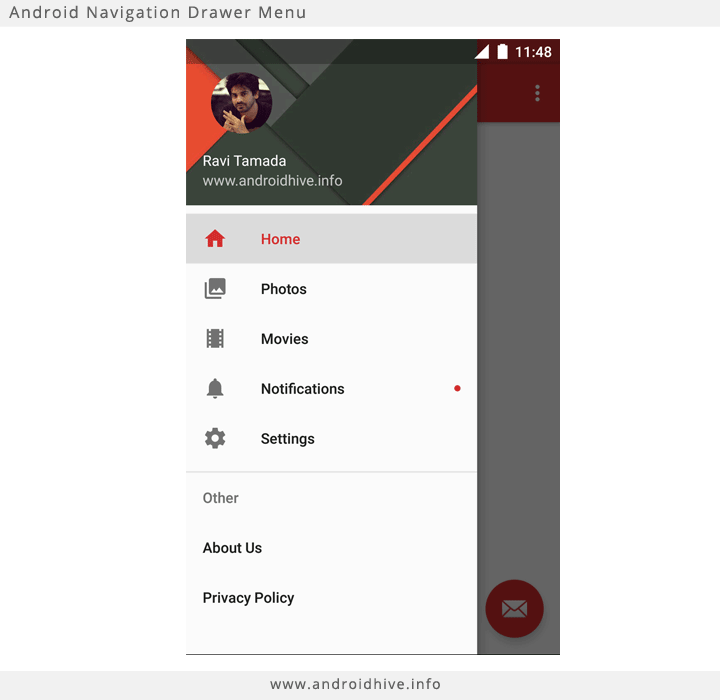 Android Navigation Drawer Menu
11:48
Ravi Tamada
www.androidhive.info
Home
Photos
Movies
Notifications
Settings
Other
About Us
Privacy Policy
www.androidhive.info